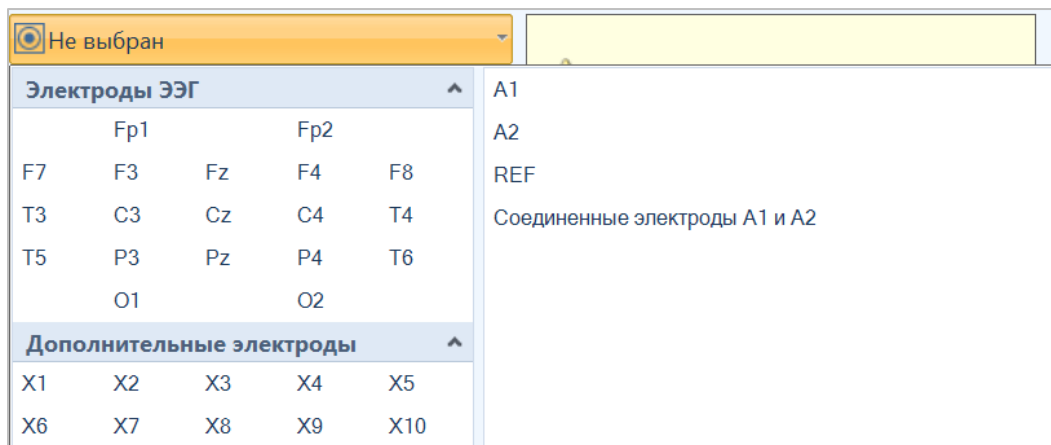 Не выбран
Электроды ЭЭГ
Fp1 Fp2
F7 F3 Fz F4 F8
T3 C3 Cz C4 T4
T5 P3 Pz P4 T6
O1 O2
Дополнительные электроды
X1 X2 X3 X4 X5
X6 X7 X8 X9 X10
A1
A2
REF
Соединенные электроды A1 и A2